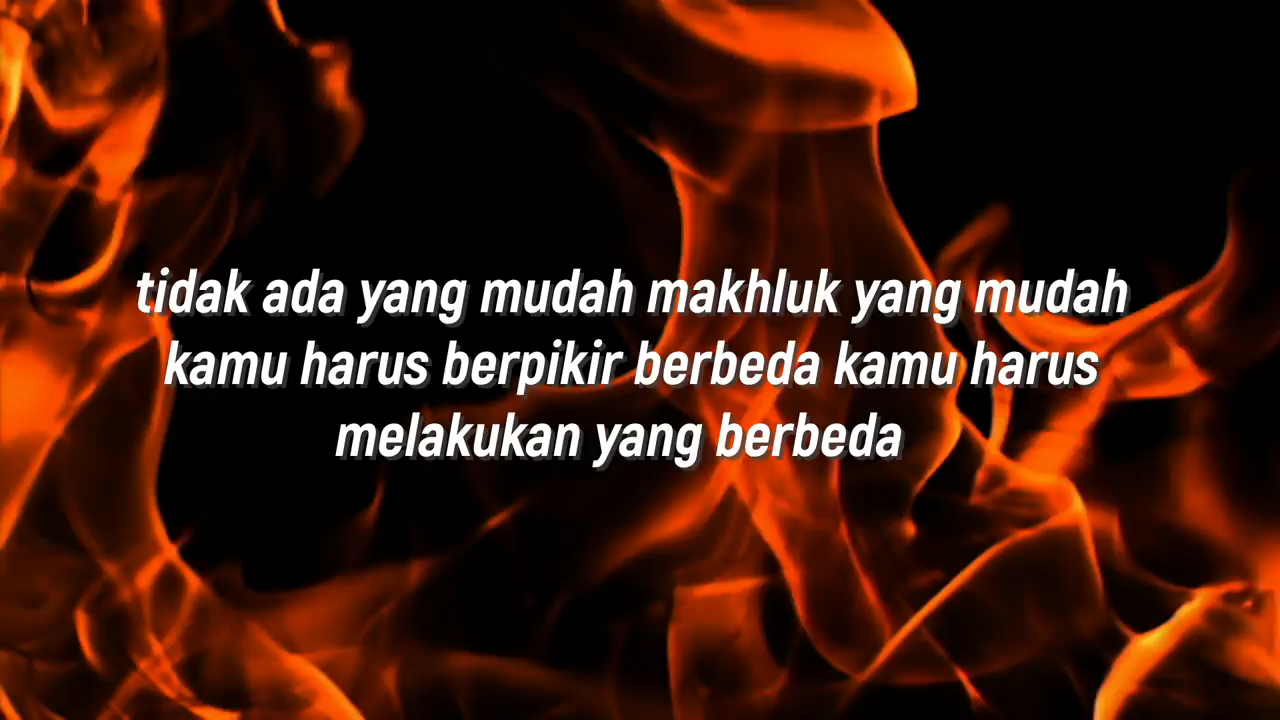 tidak ada yang mudah makhluk yang mudah
kamu harus berpikir berbeda kamu harus
melakukan yang berbeda